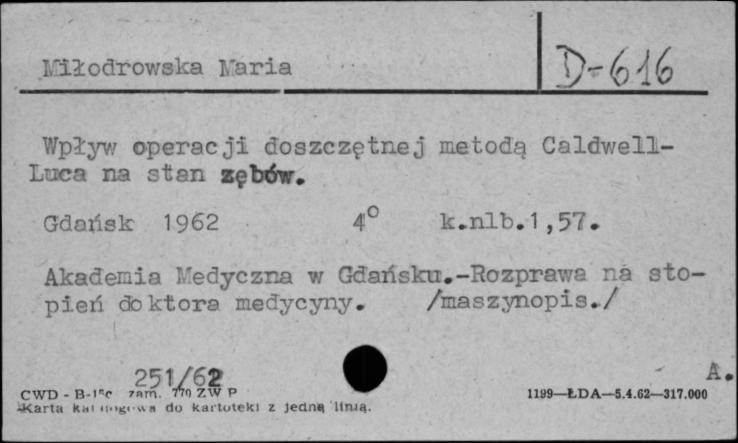 Miłodrowska Maria
D-616
Wpływ operacji doszczętnej metodą Caldwell-
Luca na stan zębów.
Gdańsk 1962 4° k.nlb.1,57.
Akademia Medyczna w Gdańsku.-Rozprawa na sto-
pień doktora medycyny. /maszynopis./
251/62
A.
CWD - B-15c zam. 770 ZW P
1199—ŁDA—5.4.62—317.000
Karta katalogowa do kartoteki z jedną linią.